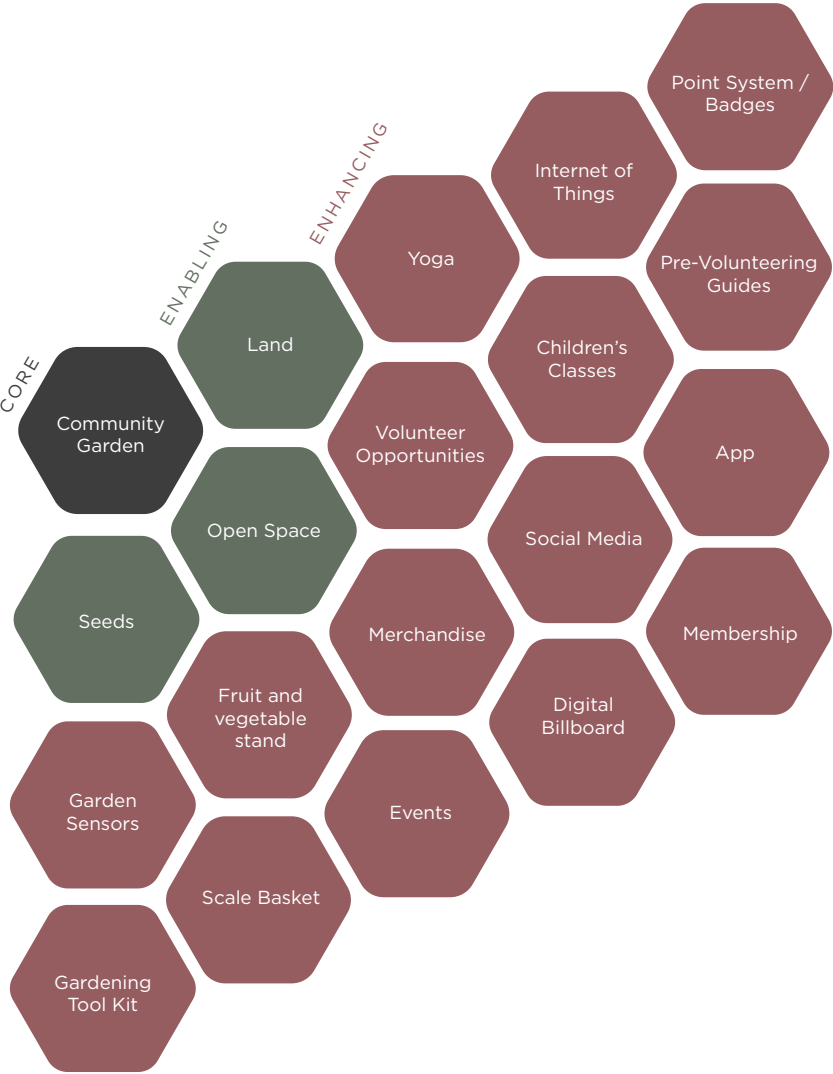 CORE
ENABLING
ENHANCING
Community
Garden
Seeds
Garden
Sensors
Gardening
Tool Kit
Land
Open Space
Fruit and
vegetable
stand
Scale Basket
Yoga
Volunteer
Opportunities
Merchandise
Events
Internet of
Things
Children’s
Classes
Social Media
Digital
Billboard
Point System /
Badges
Pre-Volunteering
Guides
App
Membership